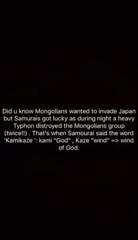 Did u know Mongolians wanted to invade Japan
but Samurais got lucky as during night a heavy
Typhon distroyed the Mongolians group
(twice!!) . That's when Samourai said the word
'Kamikaze ': kami "God" , Kaze "wind" => wind
of God.